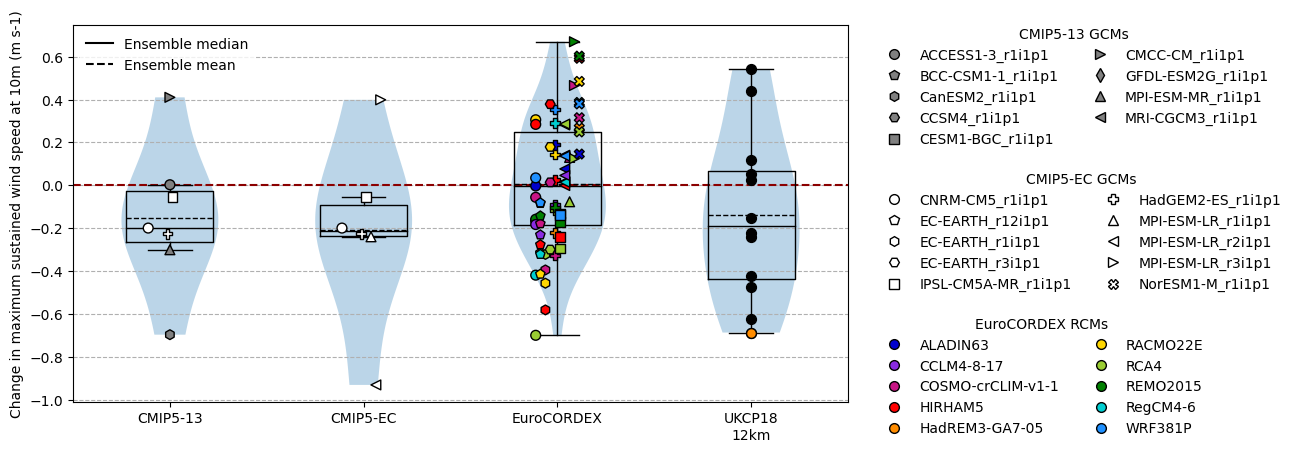 Change in maximum sustained wind speed at 10m (m s-1)
0.6
0.4
0.2
0.0
−0.2
−0.4
−0.6
−0.8
−1.0
Ensemble median
Ensemble mean
CMIP5-13
CMIP5-EC
EuroCORDEX
UKCP18
12km
CMIP5-13 GCMs
ACCESS1-3_r1i1p1
BCC-CSM1-1_r1i1p1
CanESM2_r1i1p1
CCSM4_r1i1p1
CESM1-BGC_r1i1p1
CMCC-CM_r1i1p1
GFDL-ESM2G_r1i1p1
MPI-ESM-MR_r1i1p1
MRI-CGCM3_r1i1p1
CMIP5-EC GCMs
CNRM-CM5_r1i1p1
EC-EARTH_r12i1p1
EC-EARTH_r1i1p1
EC-EARTH_r3i1p1
IPSL-CM5A-MR_r1i1p1
HadGEM2-ES_r1i1p1
MPI-ESM-LR_r1i1p1
MPI-ESM-LR_r2i1p1
MPI-ESM-LR_r3i1p1
NorESM1-M_r1i1p1
EuroCORDEX RCMs
ALADIN63
CCLM4-8-17
COSMO-crCLIM-v1-1
HIRHAM5
HadREM3-GA7-05
RACMO22E
RCA4
REMO2015
RegCM4-6
WRF381P